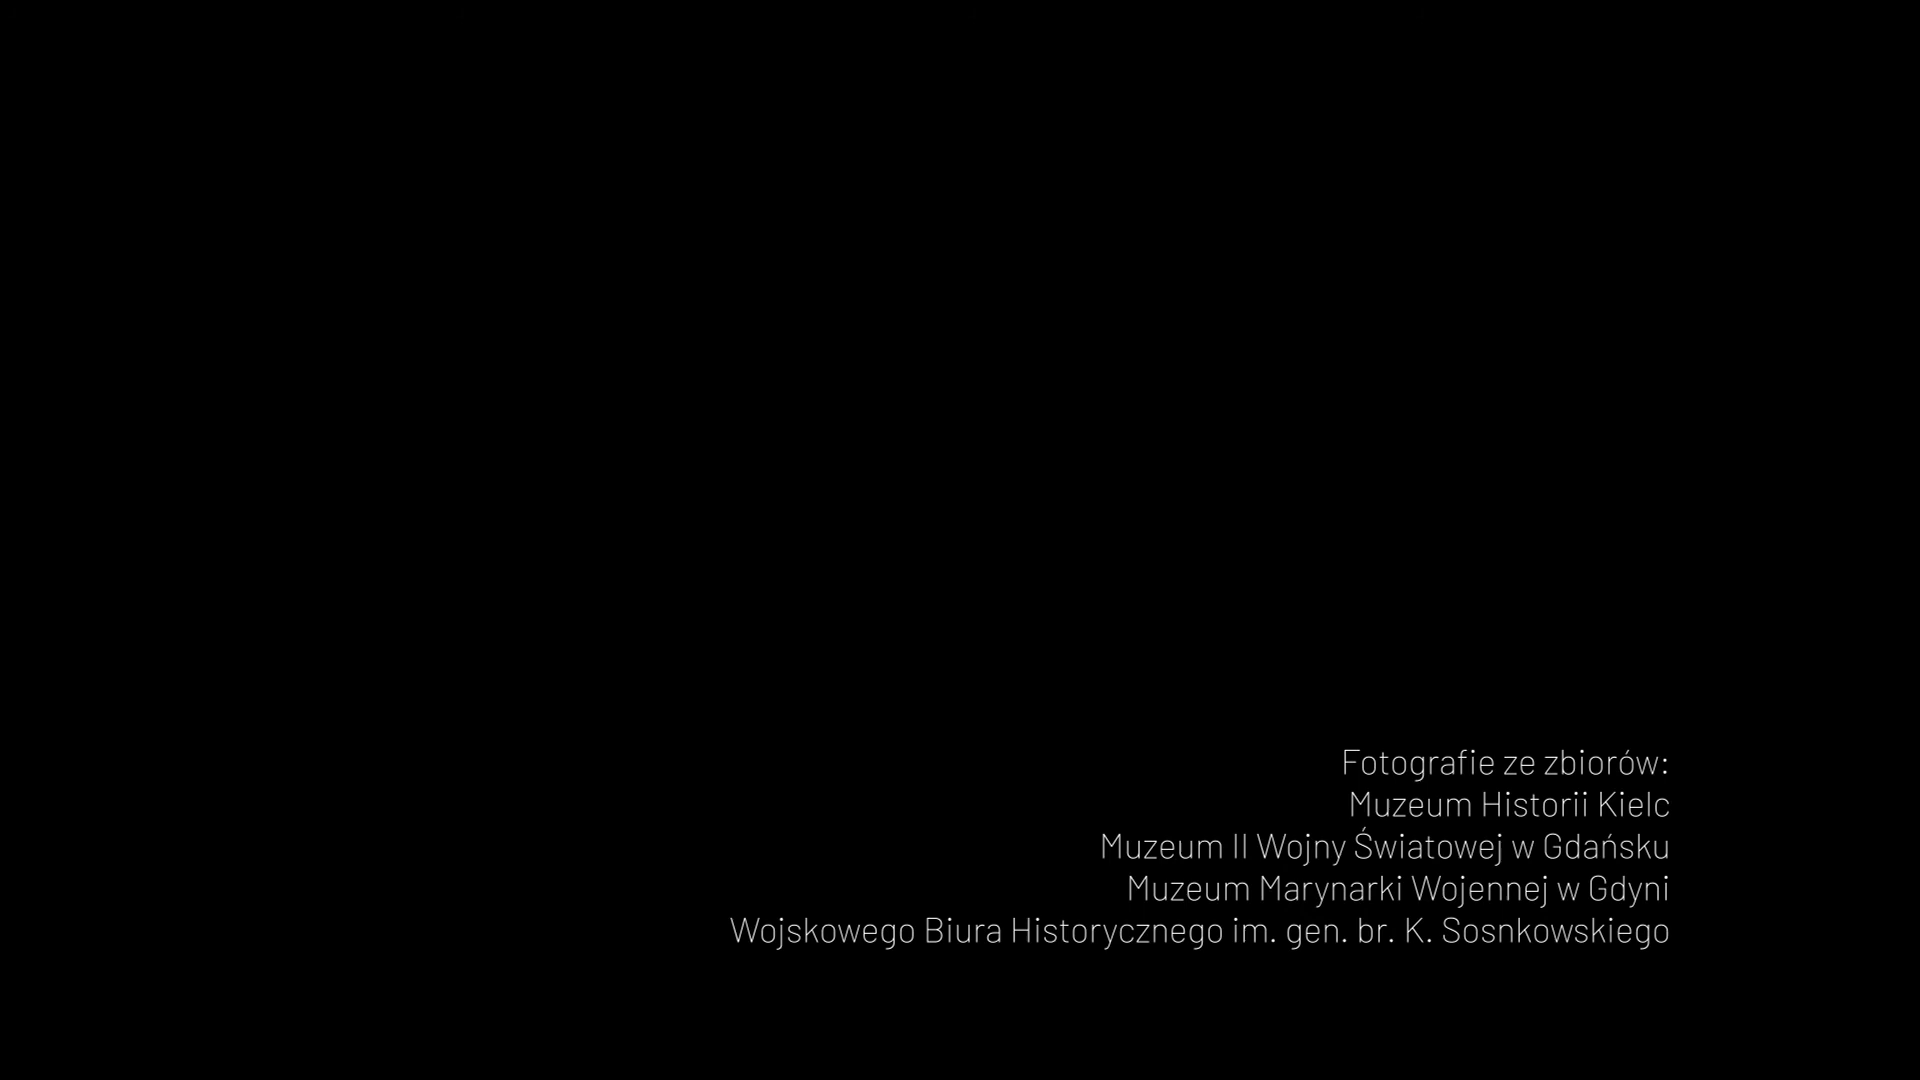 Fotografie ze zbiorów:
Muzeum Historii Kielc
Muzeum II Wojny Światowej w Gdańsku
Muzeum Marynarki Wojennej w Gdyni
Wojskowego Biura Historycznego im. gen. br. K. Sosnkowskiego